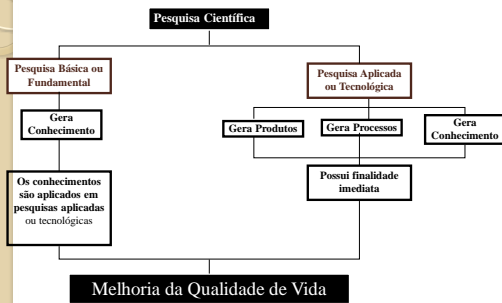 Pesquisa Científica
Pesquisa Básica ou
Fundamental
Pesquisa Aplicada
ou Tecnológica
Gera
Conhecimento
Gera Produtos
Gera Processos
Gera
Conhecimento
Os conhecimentos
são aplicados em
pesquisas aplicadas
ou tecnológicas
Possui finalidade
imediata
Melhoria da Qualidade de Vida